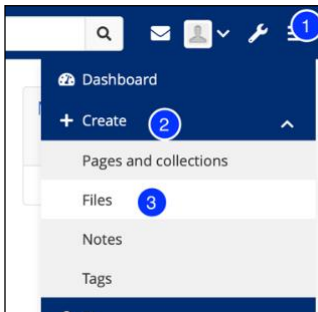 1
Dashboard
+ Create 2
Pages and collections
Files 3
Notes
Tags